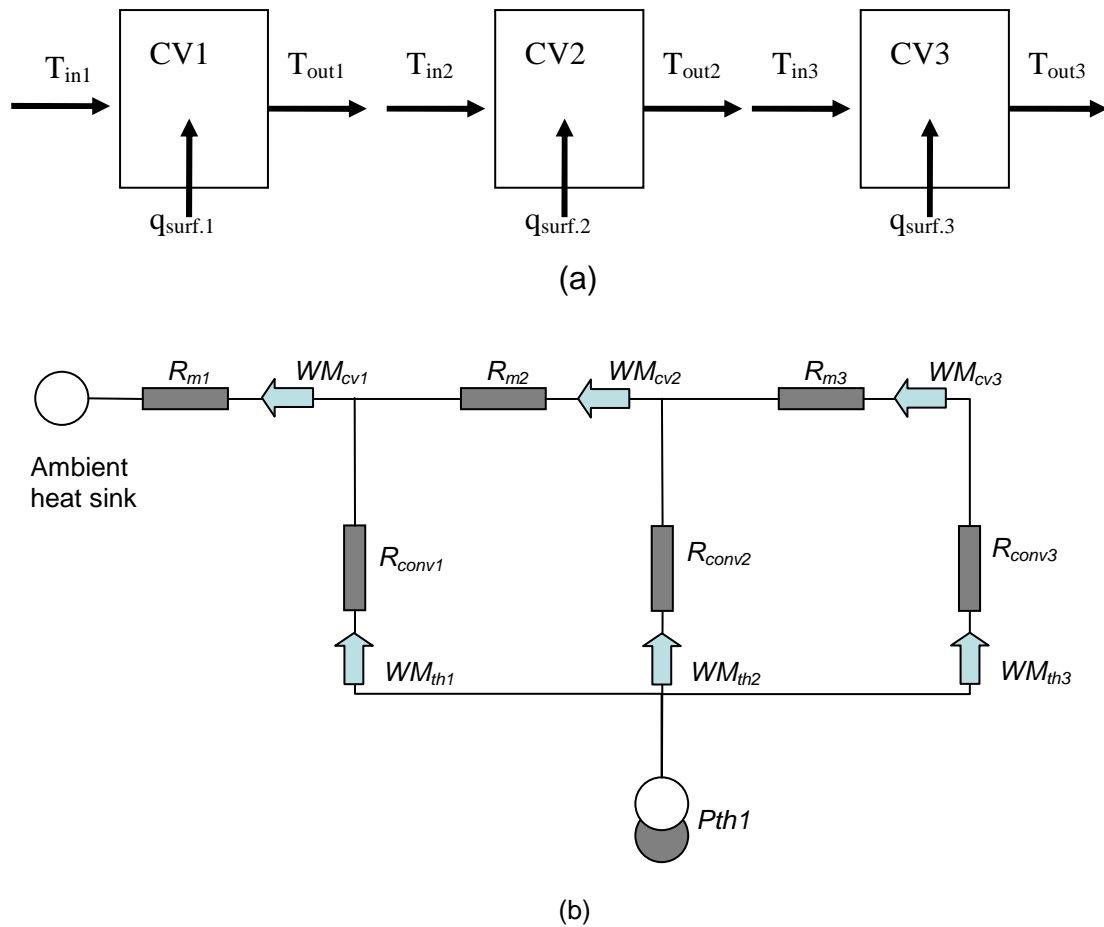 CV1
CV2
CV3
T_in1
T_out1
T_in2
T_out2
T_in3
T_out3
q_surf.1
q_surf.2
q_surf.3
(a)
R_m1
WM_cv1
R_m2
WM_cv2
R_m3
WM_cv3
Ambient
heat sink
R_conv1
R_conv2
R_conv3
WM_th1
WM_th2
WM_th3
Pth1
(b)